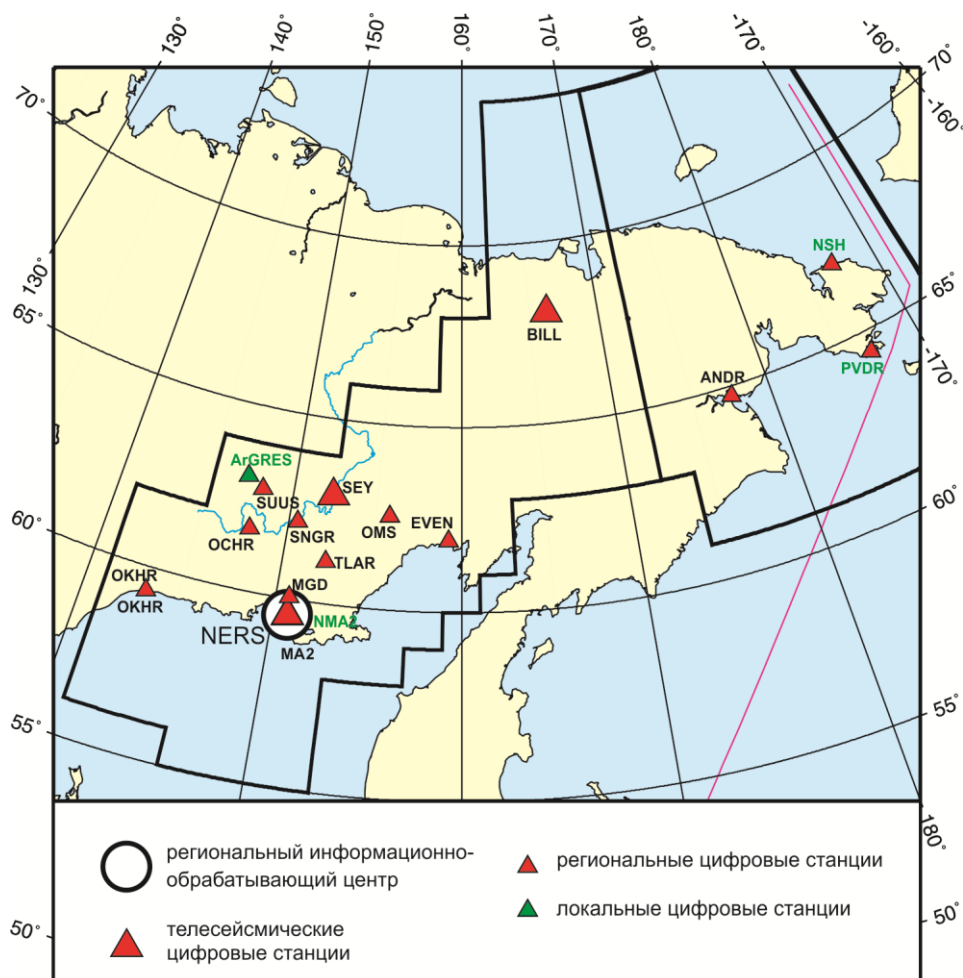 130°
140°
150°
091
170°
180°
-170°
-160°
70°
70°
-160°
130°
65°
NSH
65°
BILL
-170°
PVDR
ANDR
ArGRES
SUUS
SEY
60°
60°
OCHR
SNGR
OMS
EVEN
TLAR
OKHR
OKHR
MGD
NERS
NMA2
MA2
55°
55°
180°
региональный информационно-
обрабатывающий центр
региональные цифровые станции
телесейсмические
цифровые станции
локальные цифровые станции
50°
50°